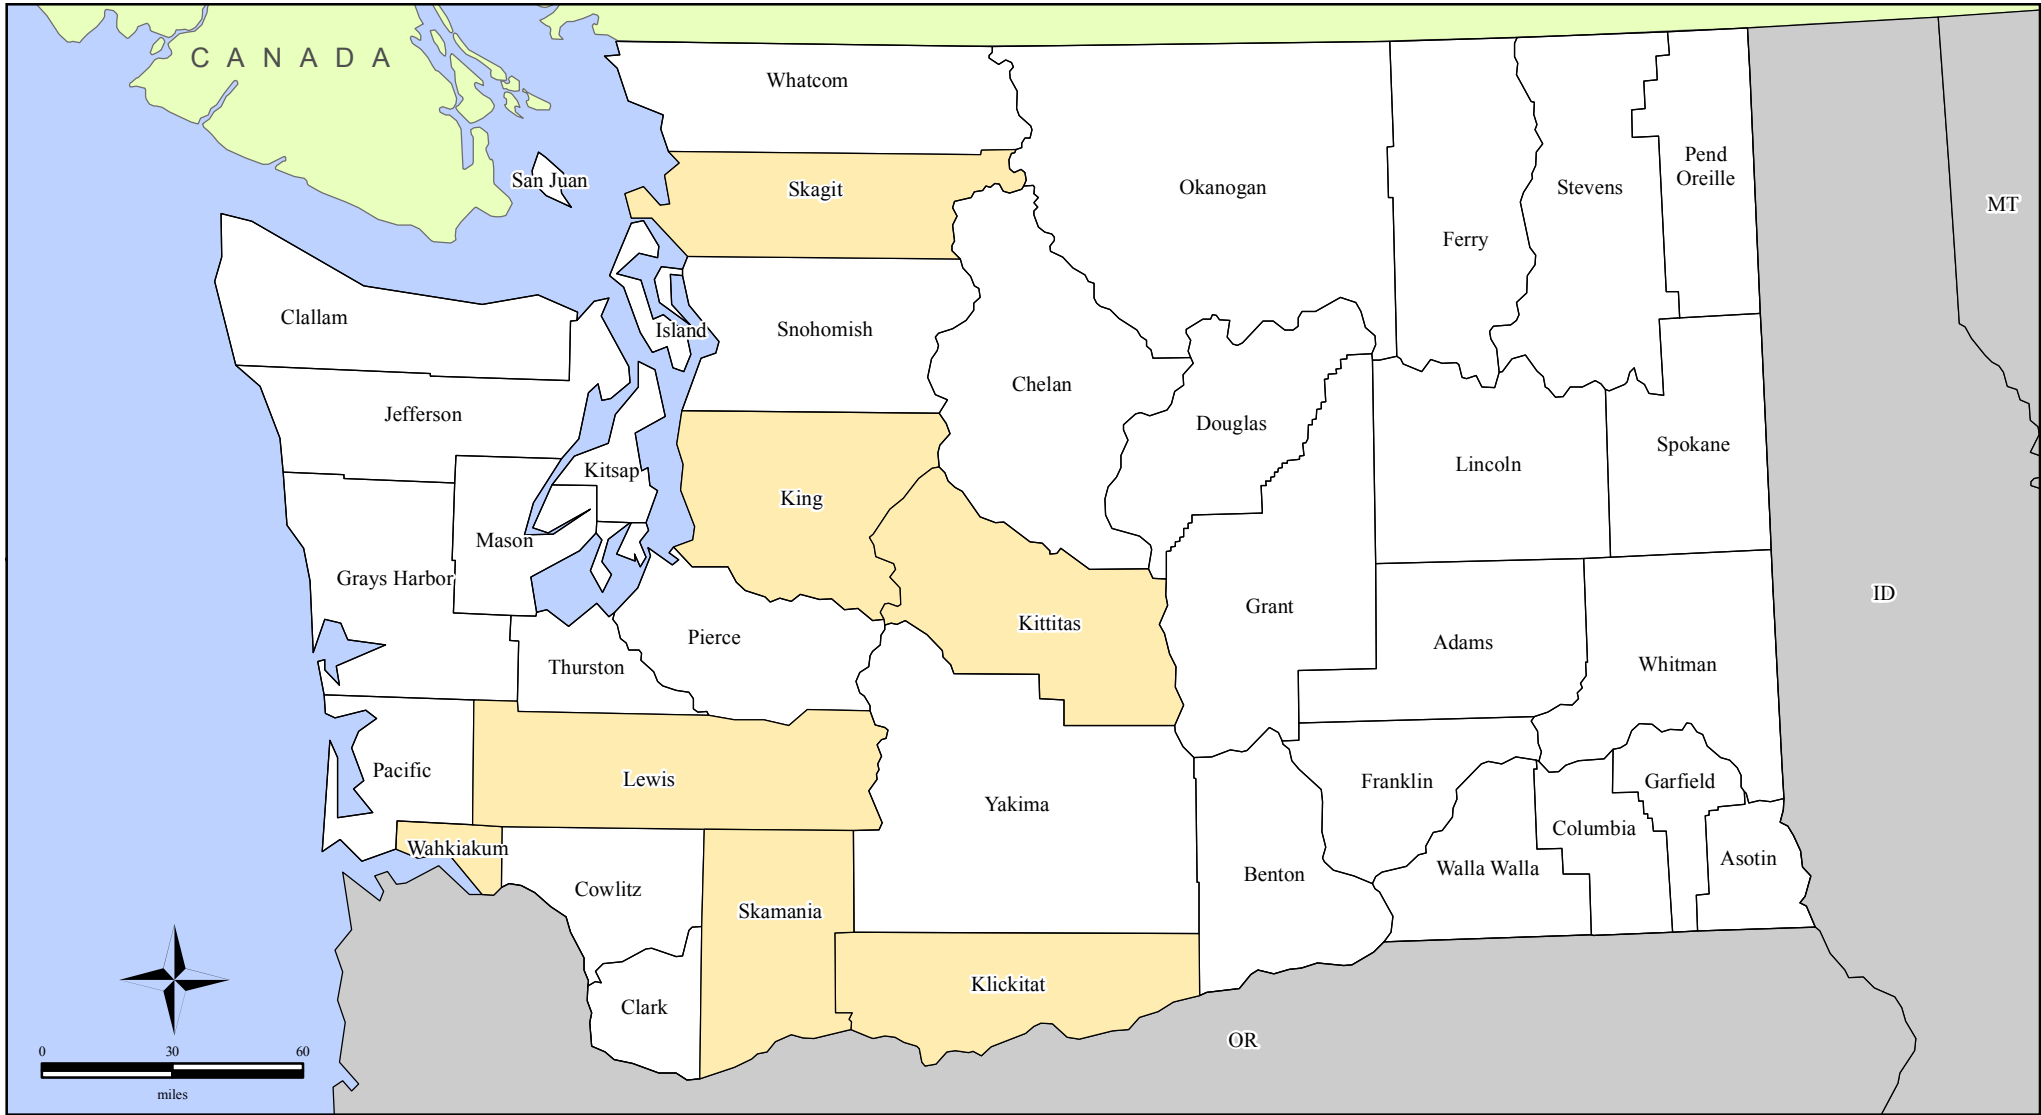 CANADA
Whatcom
San Juan
Skagit
Okanogan
Stevens
Pend
Oreille
MT
Ferry
Clallam
Island
Snohomish
Chelan
Jefferson
Douglas
Kitsap
Lincoln
Spokane
King
Mason
Grays Harbor
Pierce
Kittitas
Grant
ID
Adams
Whitman
Thurston
Pacific
Lewis
Yakima
Franklin
Garfield
Columbia
Wahkiakum
Asotin
Walla Walla
Benton
Cowlitz
Skamania
Klickitat
Clark
OR
0 30 60
miles